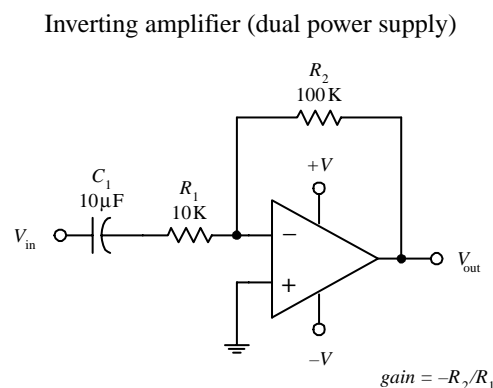 Inverting amplifier (dual power supply)
R2
100K
+V
C1
10µF
R1
10K
Vin
−
+
Vout
−V
gain = −R2/R1